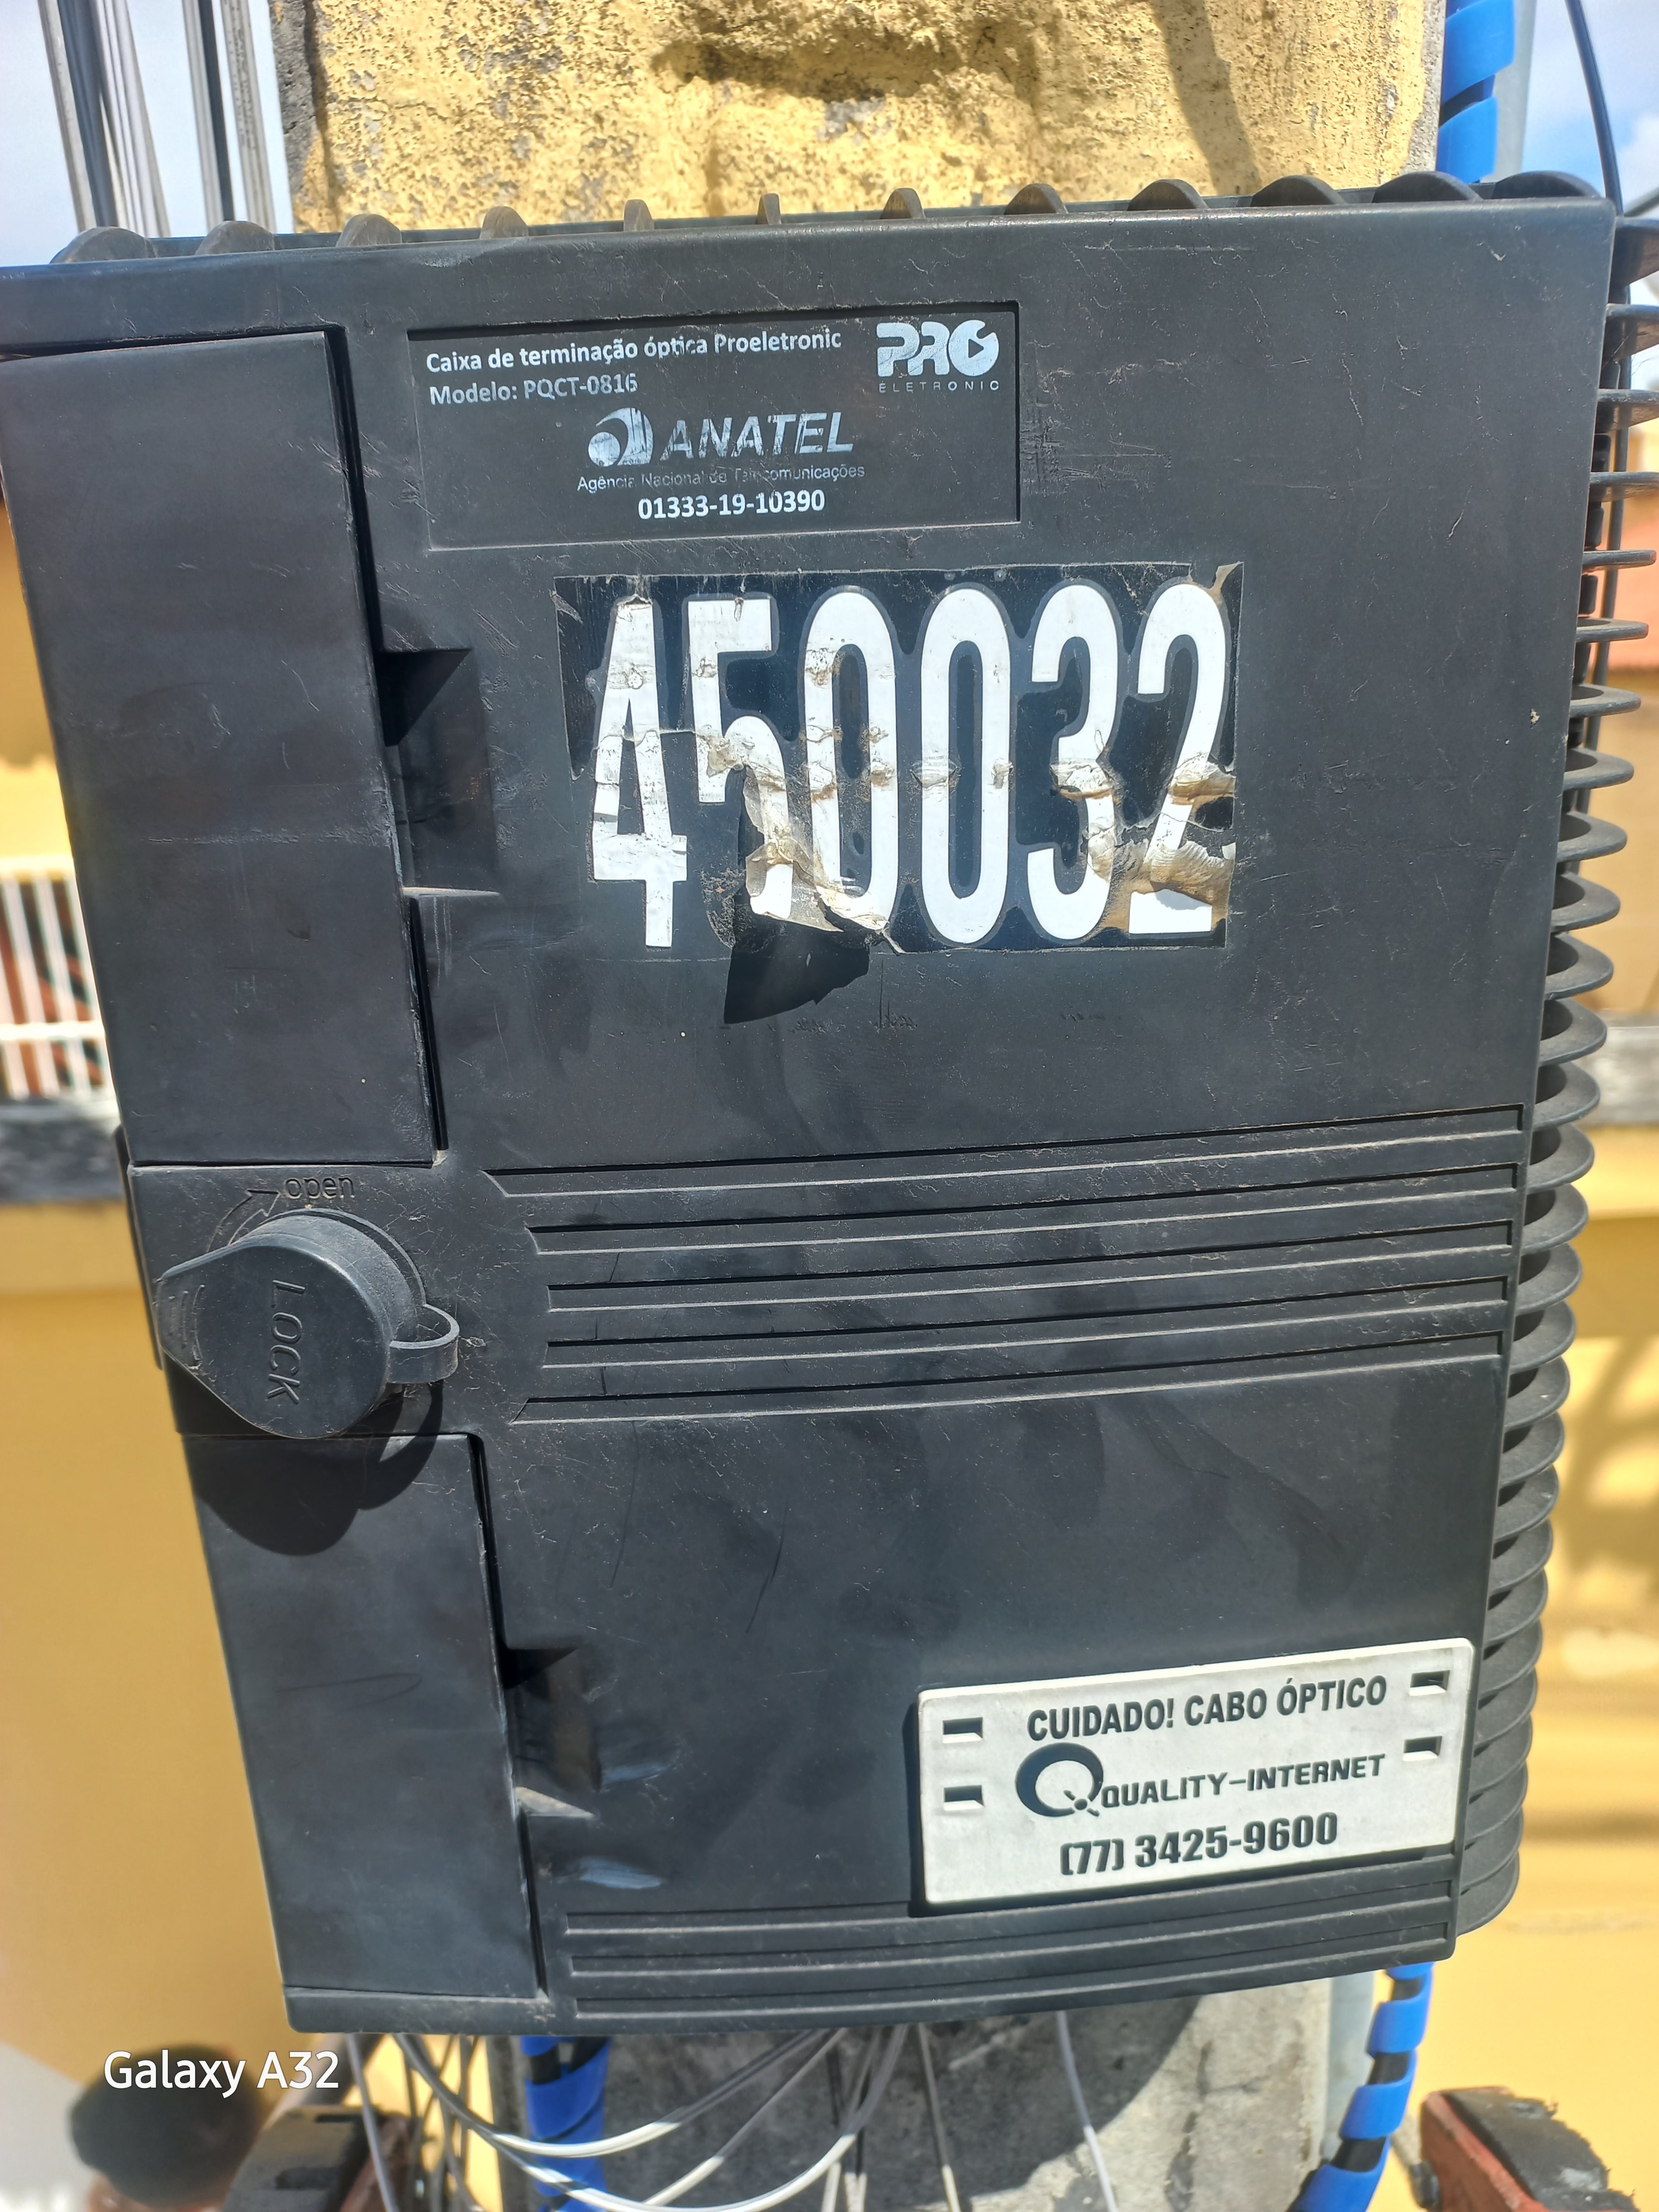 Caixa de terminação óptica Proeletronic
Modelo: PQCT-0816
PRO
ELETRONIC
ANATEL
Agência Nacional de Telecomunicações
01333-19-10390
450032
open
LOCK
CUIDADO! CABO ÓPTICO
QUALITY-INTERNET
(77) 3425-9600
Galaxy A32